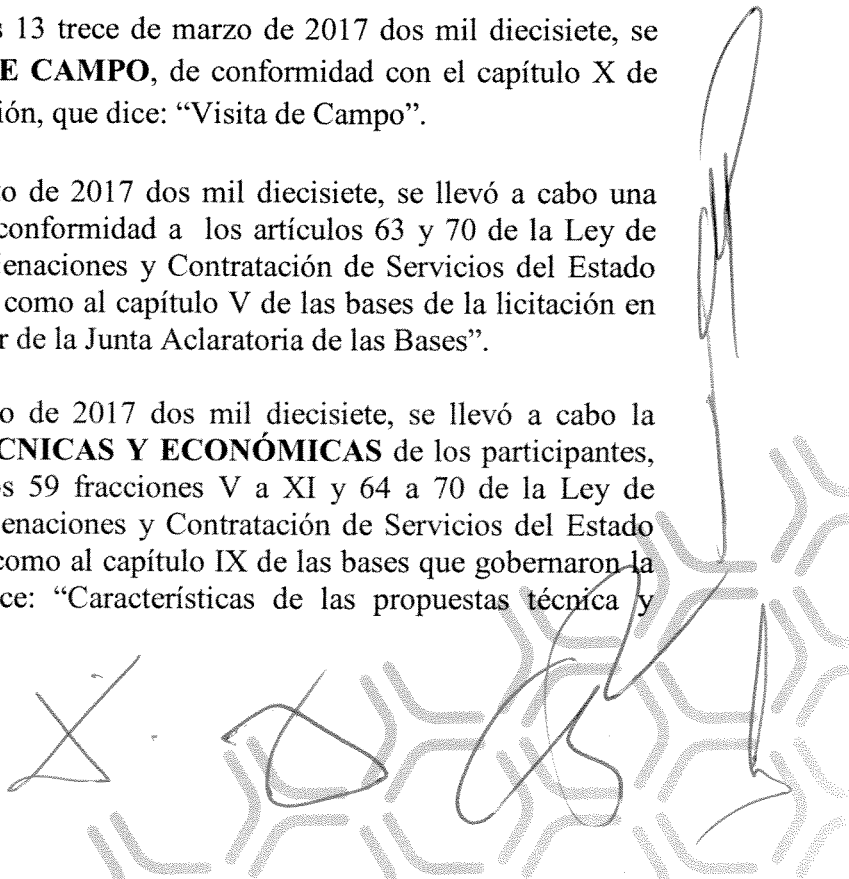 13 trece de marzo de 2017 dos mil diecisiete, se
E CAMPO, de conformidad con el capítulo X de
ión, que dice: “Visita de Campo”.
o de 2017 dos mil diecisiete, se llevó a cabo una
conformidad a los artículos 63 y 70 de la Ley de
enaciones y Contratación de Servicios del Estado
como al capítulo V de las bases de la licitación en
r de la Junta Aclaratoria de las Bases”.
o de 2017 dos mil diecisiete, se llevó a cabo la
CNICAS Y ECONÓMICAS de los participantes,
s 59 fracciones V a XI y 64 a 70 de la Ley de
enaciones y Contratación de Servicios del Estado
como al capítulo IX de las bases que gobernaron la
ce: “Características de las propuestas técnica y